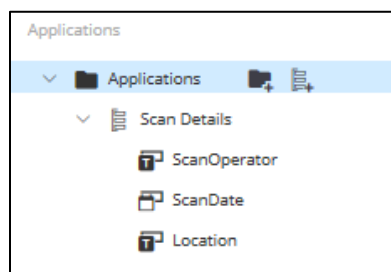 Applications
Applications
Scan Details
ScanOperator
ScanDate
Location